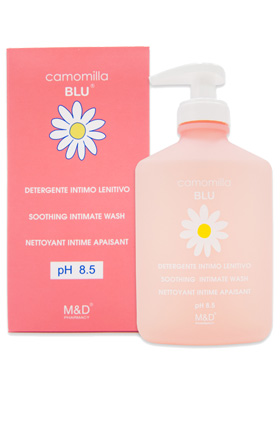 camomilla
BLU®
DETERGENTE INTIMO LENITIVO
SOOTHING INTIMATE WASH
NETTOYANT INTIME APAISANT
pH 8.5
M&D®
PHARMACY
camomilla
BLU
DETERGENTE INTIMO LENITIVO
SOOTHING INTIMATE WASH
NETTOYANT INTIME APAISANT
pH 8.5
M&D®
PHARMACY